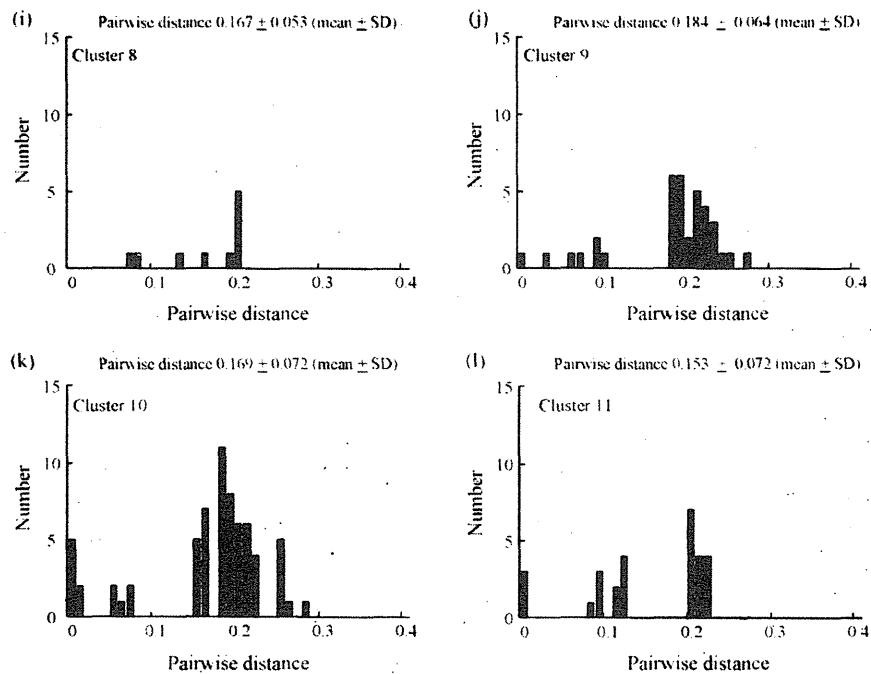 (i) Pairwise distance 0.167 ± 0.053 (mean ± SD)
15
Cluster 8
10
Number
5
0
0 0.1 0.2 0.3 0.4
Pairwise distance
(j) Pairwise distance 0.184 ± 0.064 (mean ± SD)
15
Cluster 9
10
Number
5
0
0 0.1 0.2 0.3 0.4
Pairwise distance
(k) Pairwise distance 0.169 ± 0.072 (mean ± SD)
15
Cluster 10
10
Number
5
0
0 0.1 0.2 0.3 0.4
Pairwise distance
(l) Pairwise distance 0.153 ± 0.072 (mean ± SD)
15
Cluster 11
10
Number
5
0
0 0.1 0.2 0.3 0.4
Pairwise distance